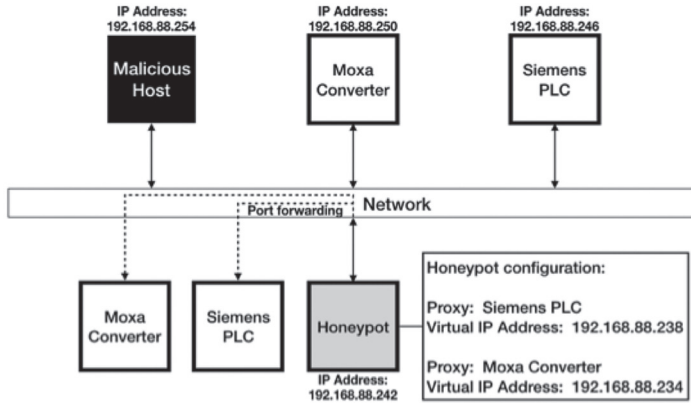 IP Address:
192.168.88.254
IP Address:
192.168.88.250
IP Address:
192.168.88.246
Malicious
Host
Moxa
Converter
Siemens
PLC
Network
Port forwarding
Moxa
Converter
Siemens
PLC
Honeypot
IP Address:
192.168.88.242
Honeypot configuration:
Proxy: Siemens PLC
Virtual IP Address: 192.168.88.238
Proxy: Moxa Converter
Virtual IP Address: 192.168.88.234